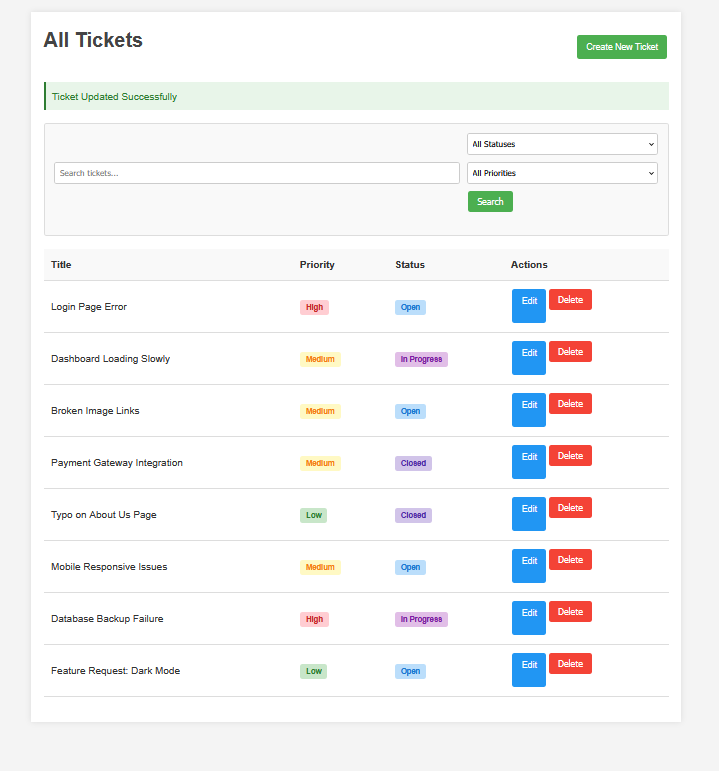 All Tickets
Create New Ticket
Ticket Updated Successfully
All Statuses
Search tickets...
All Priorities
Search
Title Priority Status Actions
Login Page Error High Open Edit Delete
Dashboard Loading Slowly Medium In Progress Edit Delete
Broken Image Links Medium Open Edit Delete
Payment Gateway Integration Medium Closed Edit Delete
Typo on About Us Page Low Closed Edit Delete
Mobile Responsive Issues Medium Open Edit Delete
Database Backup Failure High In Progress Edit Delete
Feature Request: Dark Mode Low Open Edit Delete